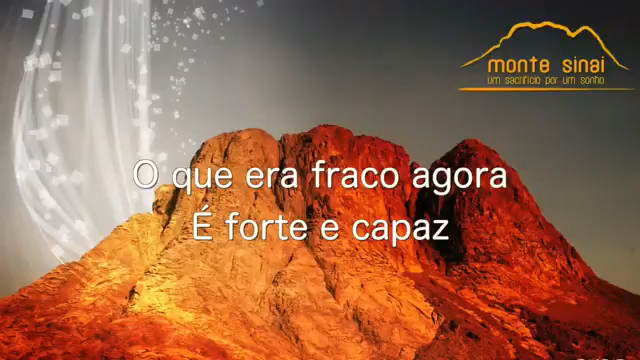 monte sinai
um sacrifício por um sonho
O que era fraco agora
É forte e capaz